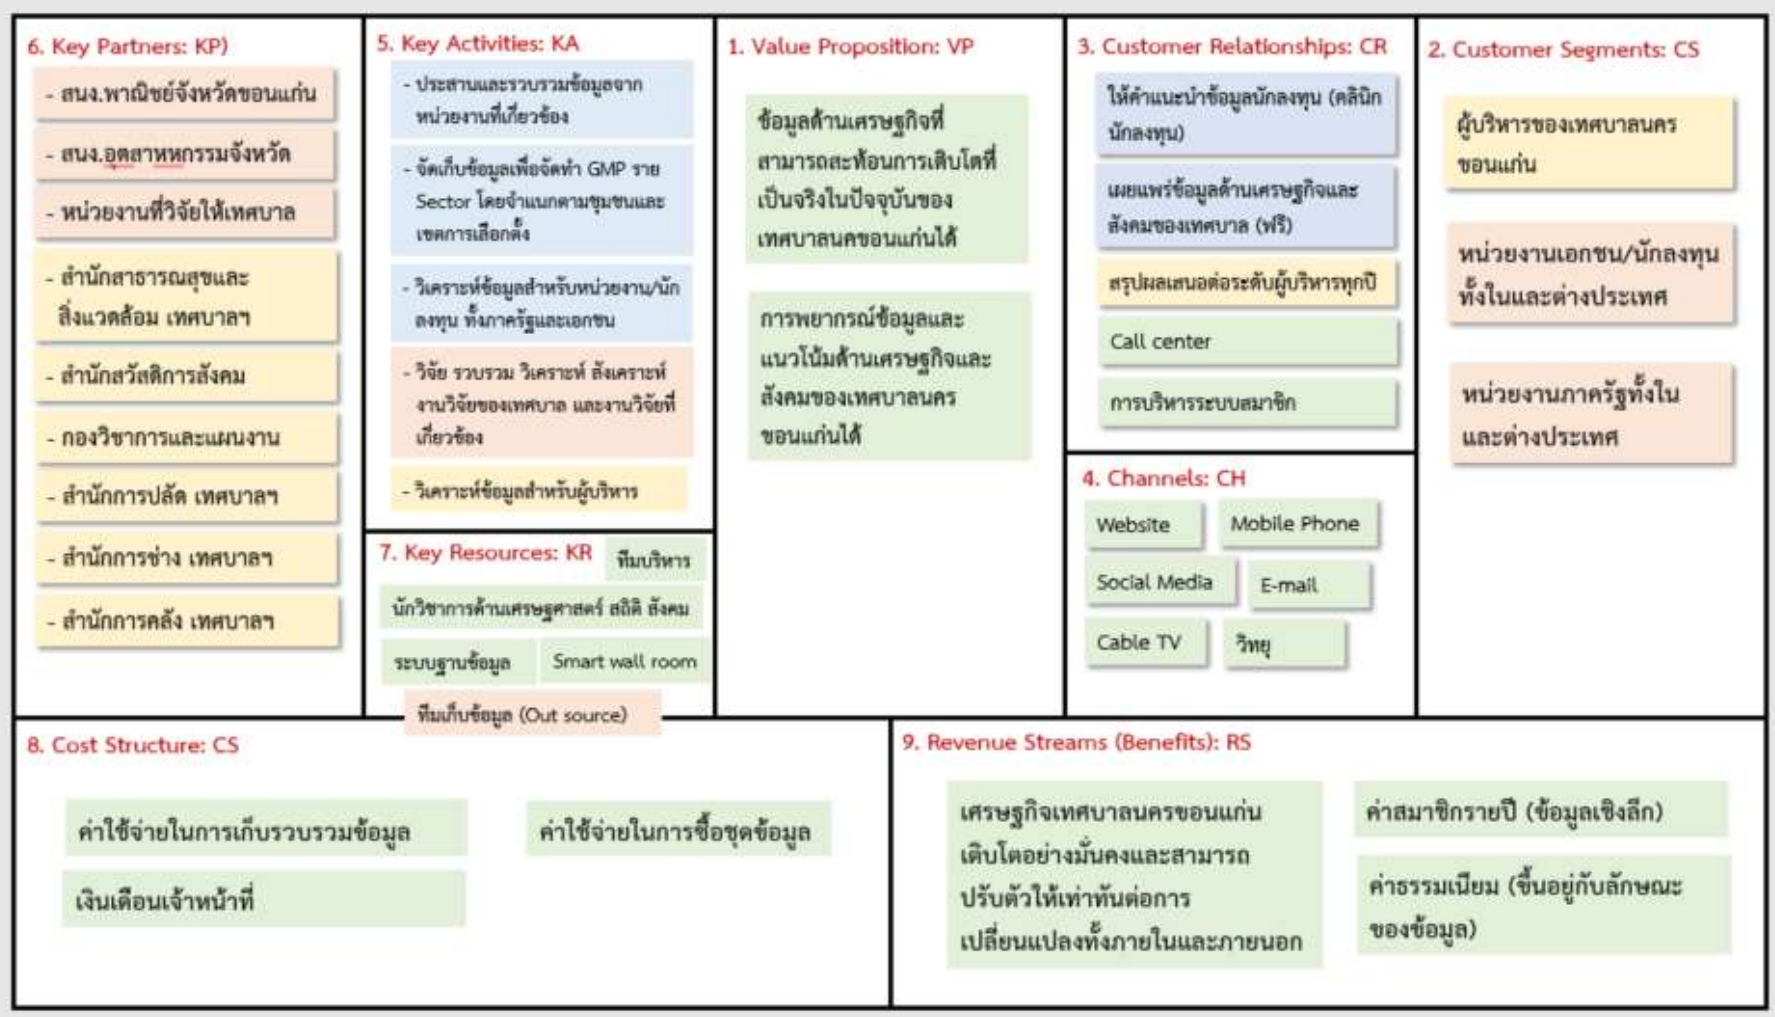 6. Key Partners: KP)
- สนง.พาณิชย์จังหวัดขอนแก่น
- สนง.อุตสาหหกรรมจังหวัด
- หน่วยงานที่วิจัยให้เทศบาล
- สำนักสาธารณสุขและ
สิ่งแวดล้อม เทศบาลฯ
- สำนักสวัสดิการสังคม
- กองวิชาการและแผนงาน
- สำนักการปลัด เทศบาลฯ
- สำนักการช่าง เทศบาลฯ
- สำนักการคลัง เทศบาลฯ
5. Key Activities: KA
- ประสานและรวบรวมข้อมูลจาก
หน่วยงานที่เกี่ยวข้อง
- จัดเก็บข้อมูลเพื่อจัดทำ GMP ราย
Sector โดยจำแนกตามชุมชนและ
เขตการเลือกตั้ง
- วิเคราะห์ข้อมูลสำหรับหน่วยงาน/นัก
ลงทุน ทั้งภาครัฐและเอกชน
- วิจัย รวบรวม วิเคราะห์ สังเคราะห์
งานวิจัยของเทศบาล และงานวิจัยที่
เกี่ยวข้อง
- วิเคราะห์ข้อมูลสำหรับผู้บริหาร
7. Key Resources: KR
ทีมบริหาร
นักวิชาการด้านเศรษฐศาสตร์ สถิติ สังคม
ระบบฐานข้อมูล
Smart wall room
ทีมเก็บข้อมูล (Out source)
1. Value Proposition: VP
ข้อมูลด้านเศรษฐกิจที่
สามารถสะท้อนการเติบโตที่
เป็นจริงในปัจจุบันของ
เทศบาลนคขอนแก่นได้
การพยากรณ์ข้อมูลและ
แนวโน้มด้านเศรษฐกิจและ
สังคมของเทศบาลนคร
ขอนแก่นได้
3. Customer Relationships: CR
ให้คำแนะนำข้อมูลนักลงทุน (คลินิก
นักลงทุน)
เผยแพร่ข้อมูลด้านเศรษฐกิจและ
สังคมของเทศบาล (ฟรี)
สรุปผลเสนอต่อระดับผู้บริหารทุกปี
Call center
การบริหารระบบสมาชิก
4. Channels: CH
Website
Mobile Phone
Social Media
E-mail
Cable TV
วิทยุ
2. Customer Segments: CS
ผู้บริหารของเทศบาลนคร
ขอนแก่น
หน่วยงานเอกชน/นักลงทุน
ทั้งในและต่างประเทศ
หน่วยงานภาครัฐทั้งใน
และต่างประเทศ
8. Cost Structure: CS
ค่าใช้จ่ายในการเก็บรวบรวมข้อมูล
ค่าใช้จ่ายในการซื้อชุดข้อมูล
เงินเดือนเจ้าหน้าที่
9. Revenue Streams (Benefits): RS
เศรษฐกิจเทศบาลนครขอนแก่น
เติบโตอย่างมั่นคงและสามารถ
ปรับตัวให้เท่าทันต่อการ
เปลี่ยนแปลงทั้งภายในและภายนอก
ค่าสมาชิกรายปี (ข้อมูลเชิงลึก)
ค่าธรรมเนียม (ขึ้นอยู่กับลักษณะ
ของข้อมูล)